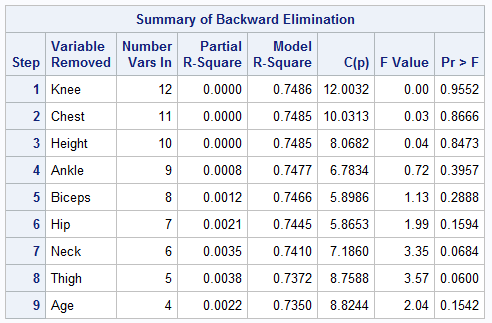 Summary of Backward Elimination
Step Variable Removed Number Vars In Partial R-Square Model R-Square C(p) F Value Pr > F
1 Knee 12 0.0000 0.7486 12.0032 0.00 0.9552
2 Chest 11 0.0000 0.7485 10.0313 0.03 0.8666
3 Height 10 0.0000 0.7485 8.0682 0.04 0.8473
4 Ankle 9 0.0008 0.7477 6.7834 0.72 0.3957
5 Biceps 8 0.0012 0.7466 5.8986 1.13 0.2888
6 Hip 7 0.0021 0.7445 5.8653 1.99 0.1594
7 Neck 6 0.0035 0.7410 7.1860 3.35 0.0684
8 Thigh 5 0.0038 0.7372 8.7588 3.57 0.0600
9 Age 4 0.0022 0.7350 8.8244 2.04 0.1542